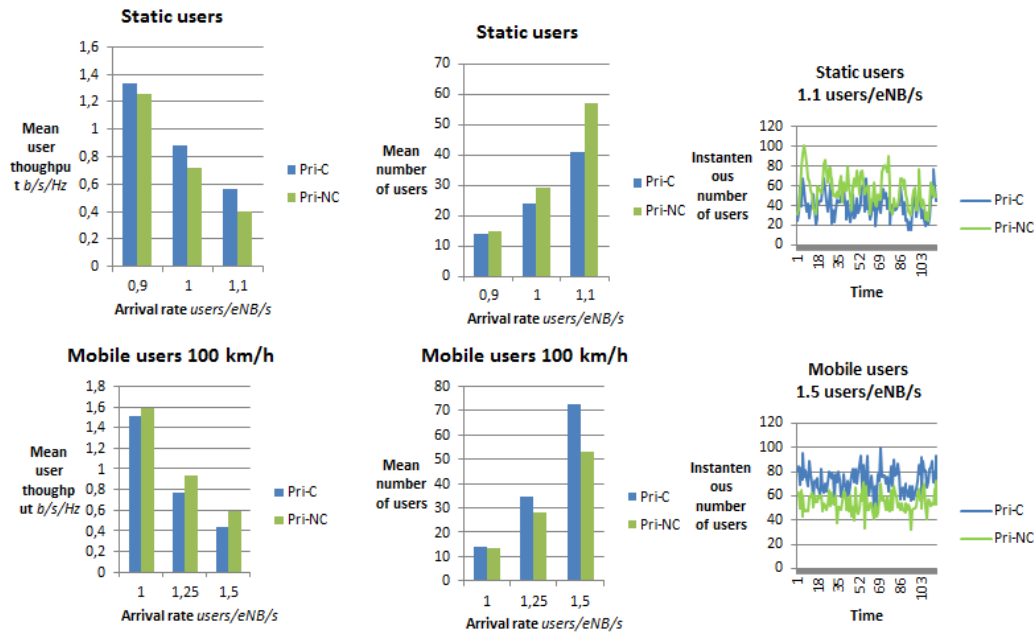 Static users
1,6
1,4
1,2
1
0,8
0,6
0,4
0,2
0
Mean
user
thoughpu
t b/s/Hz
Pri-C
Pri-NC
0,9
1
1,1
Arrival rate users/eNB/s
Static users
70
60
50
40
30
20
10
0
Mean
number
of users
Pri-C
Pri-NC
0,9
1
1,1
Arrival rate users/eNB/s
Static users
1.1 users/eNB/s
120
100
80
60
40
20
0
Instanten
ous
number
of users
Pri-C
Pri-NC
1
18
35
52
69
86
103
Time
Mobile users 100 km/h
1,8
1,6
1,4
1,2
1
0,8
0,6
0,4
0,2
0
Mean
user
thoughp
ut b/s/Hz
Pri-C
Pri-NC
1
1,25
1,5
Arrival rate users/eNB/s
Mobile users 100 km/h
80
70
60
50
40
30
20
10
0
Mean
number
of users
Pri-C
Pri-NC
1
1,25
1,5
Arrival rate users/eNB/s
Mobile users
1.5 users/eNB/s
120
100
80
60
40
20
0
Instanten
ous
number
of users
Pri-C
Pri-NC
1
18
35
52
69
86
103
Time